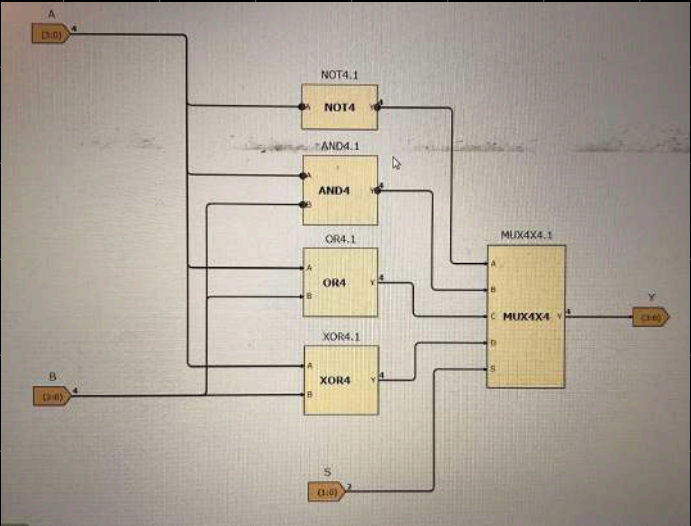 A
4
(3:0)
NOT4.1
A
NOT4
Y
4
AND4.1
A
AND4
Y
4
B
OR4.1
A
OR4
Y
4
B
MUX4X4.1
A
B
C
MUX4X4
Y
4
D
S
Y
(3:0)
XOR4.1
A
XOR4
Y
4
B
B
4
(3:0)
S
(1:0)
2